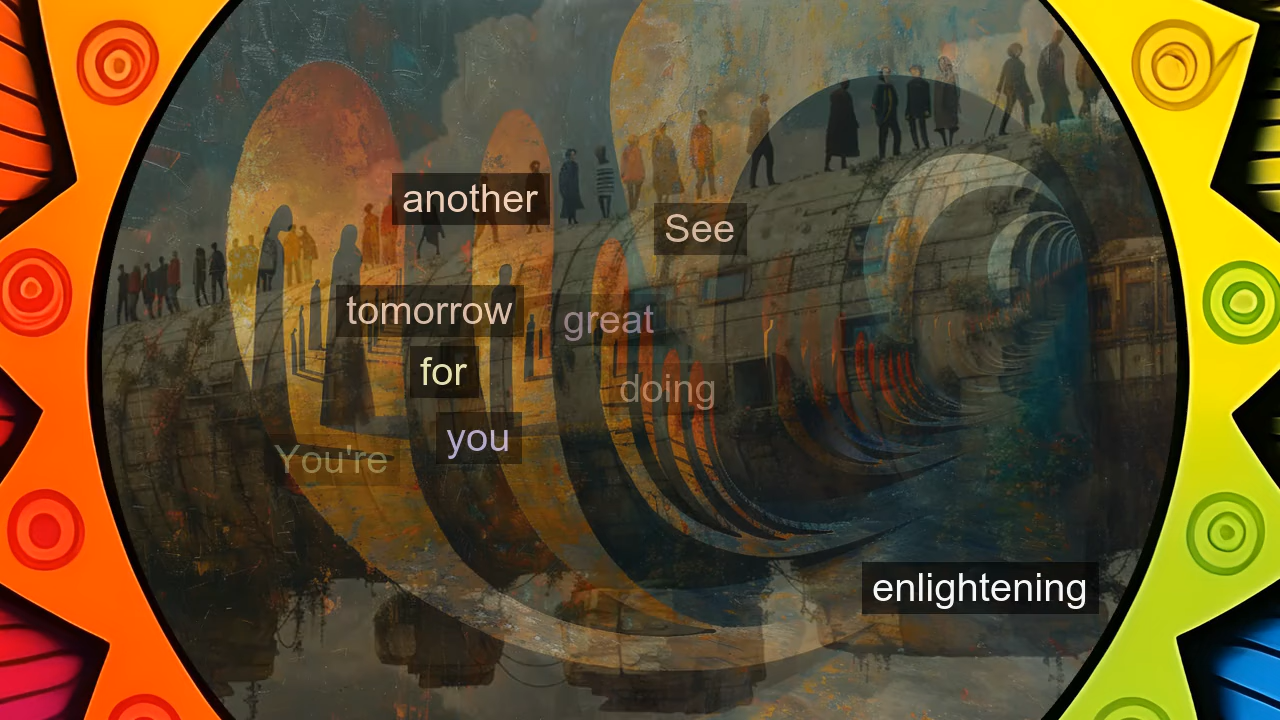 another
See
tomorrow
great
for
doing
you
You're
enlightening